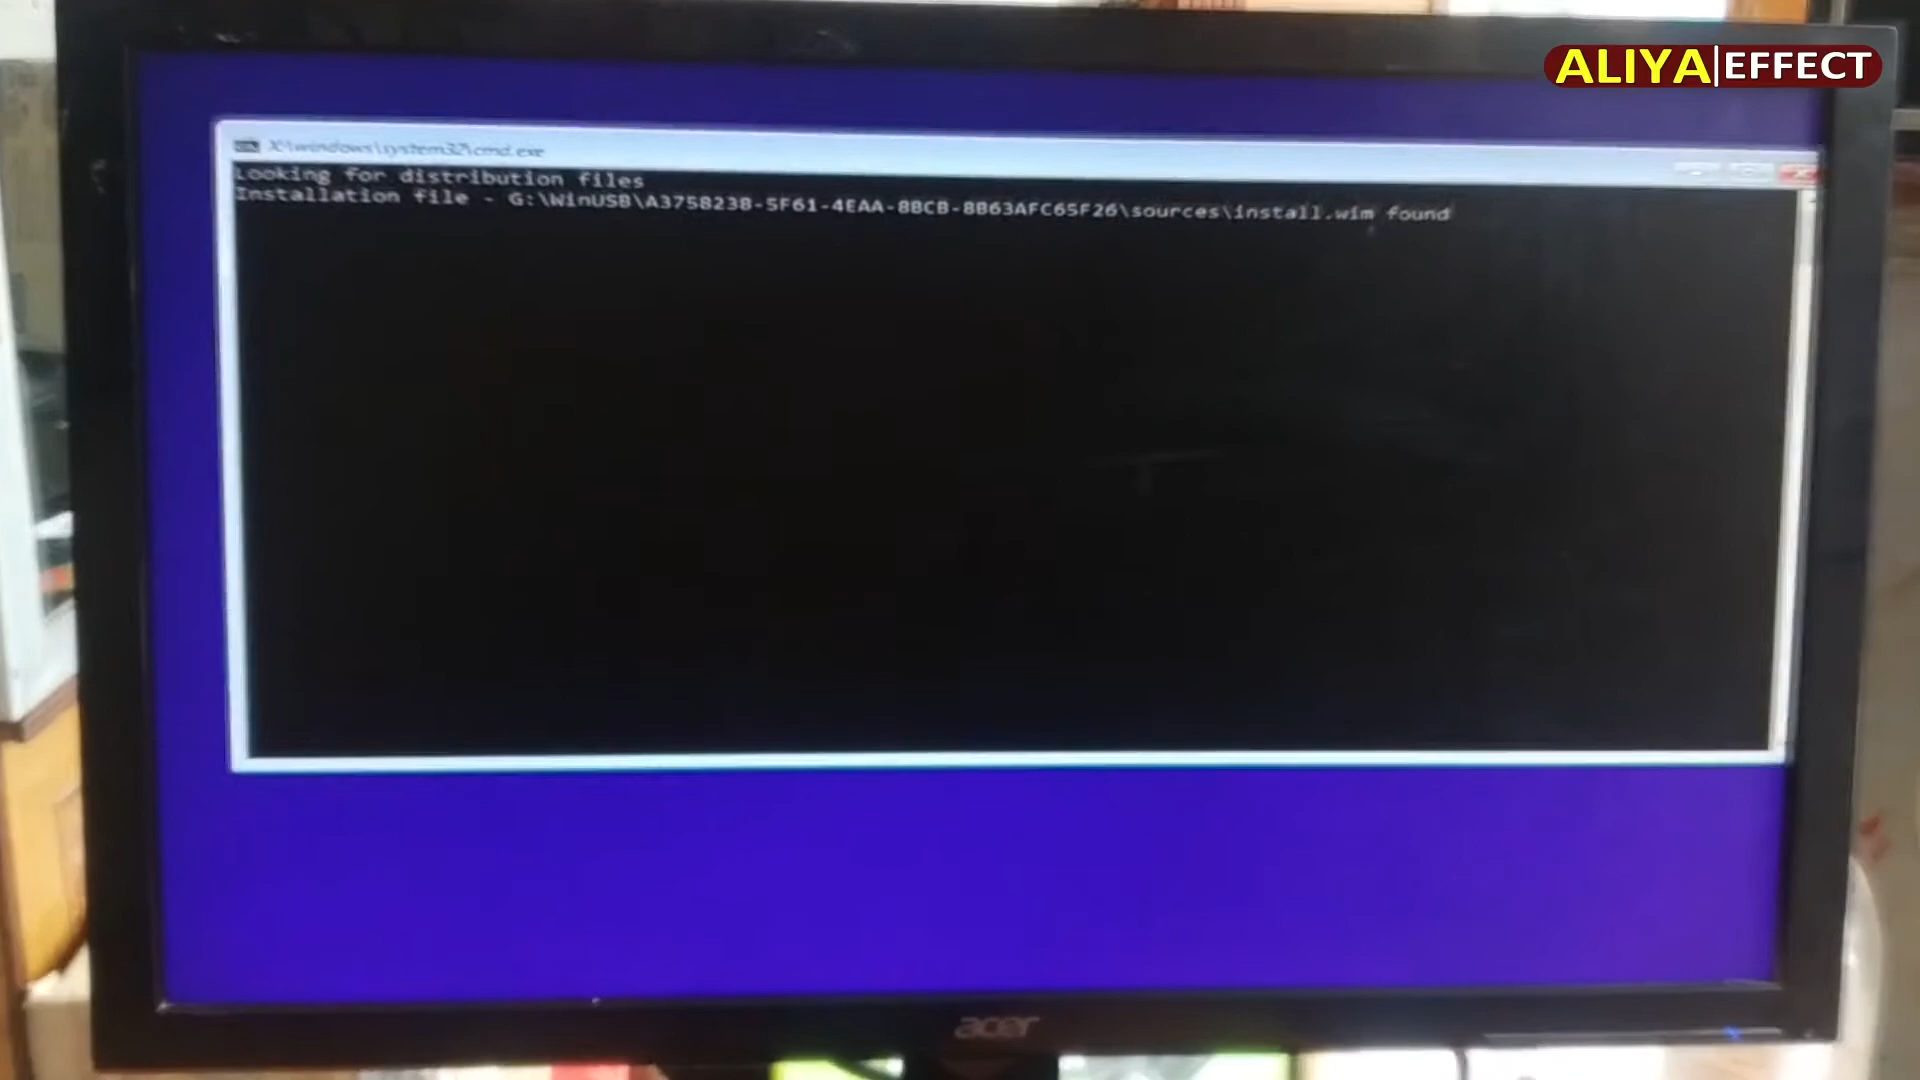 ALIYA|EFFECT
X:\windows\system32\cmd.exe
Looking for distribution files
Installation file - G:\WinUSB\A375823B-5F61-4EAA-8BCB-8B63AFC65F26\sources\install.wim found
acer